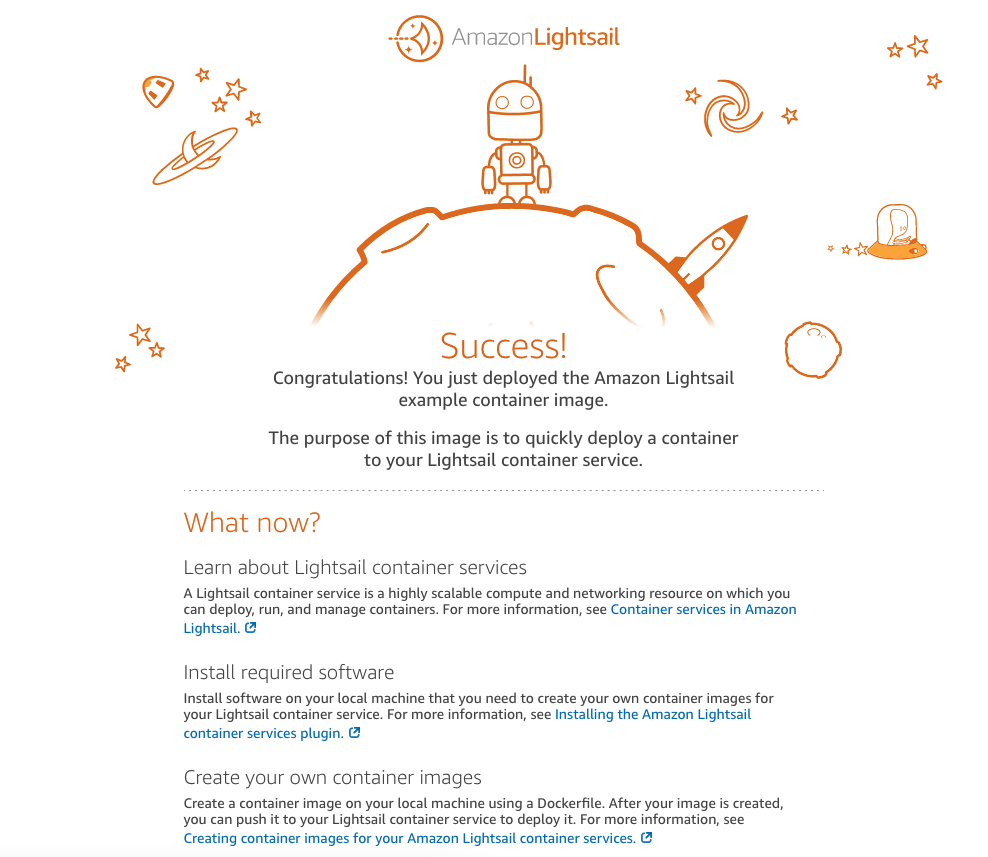 AmazonLightsail
Success!
Congratulations! You just deployed the Amazon Lightsail
example container image.
The purpose of this image is to quickly deploy a container
to your Lightsail container service.
What now?
Learn about Lightsail container services
A Lightsail container service is a highly scalable compute and networking resource on which you
can deploy, run, and manage containers. For more information, see Container services in Amazon
Lightsail.
Install required software
Install software on your local machine that you need to create your own container images for
your Lightsail container service. For more information, see Installing the Amazon Lightsail
container services plugin.
Create your own container images
Create a container image on your local machine using a Dockerfile. After your image is created,
you can push it to your Lightsail container service to deploy it. For more information, see
Creating container images for your Amazon Lightsail container services.